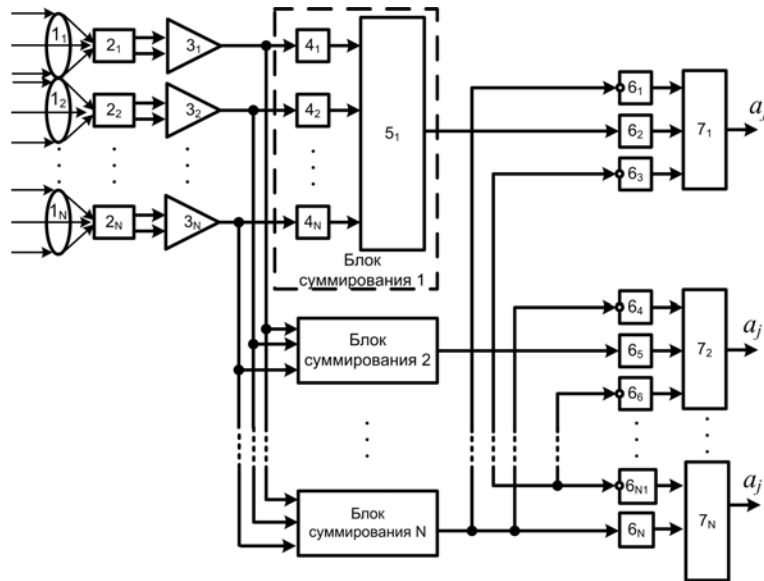 1₁ 2₁ 3₁ 4₁
1₂ 2₂ 3₂ 4₂ 5₁
1N 2N 3N 4N
Блок
суммирования 1
6₁
6₂ 7₁ aⱼ
6₃
Блок
суммирования 2
6₄
6₅ 7₂ aⱼ
6₆
Блок
суммирования N
6N1
6N 7N aⱼ